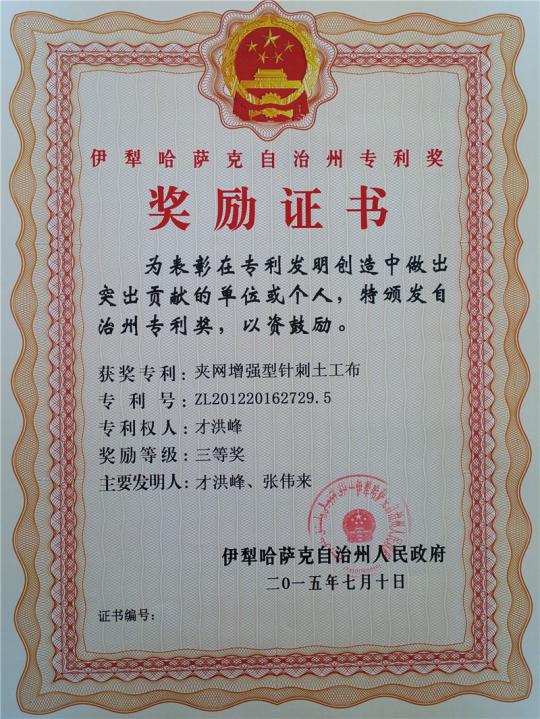 伊犁哈萨克自治州专利奖
奖励证书
为表彰在专利发明创造中做出
突出贡献的单位或个人，特颁发自
治州专利奖，以资鼓励。
获奖专利：夹网增强型针刺土工布
专利号：ZL201220162729.5
专利权人：才洪峰
奖励等级：三等奖
主要发明人：才洪峰、张伟来
伊犁哈萨克自治州人民政府
二〇一五年七月十日
证书编号：